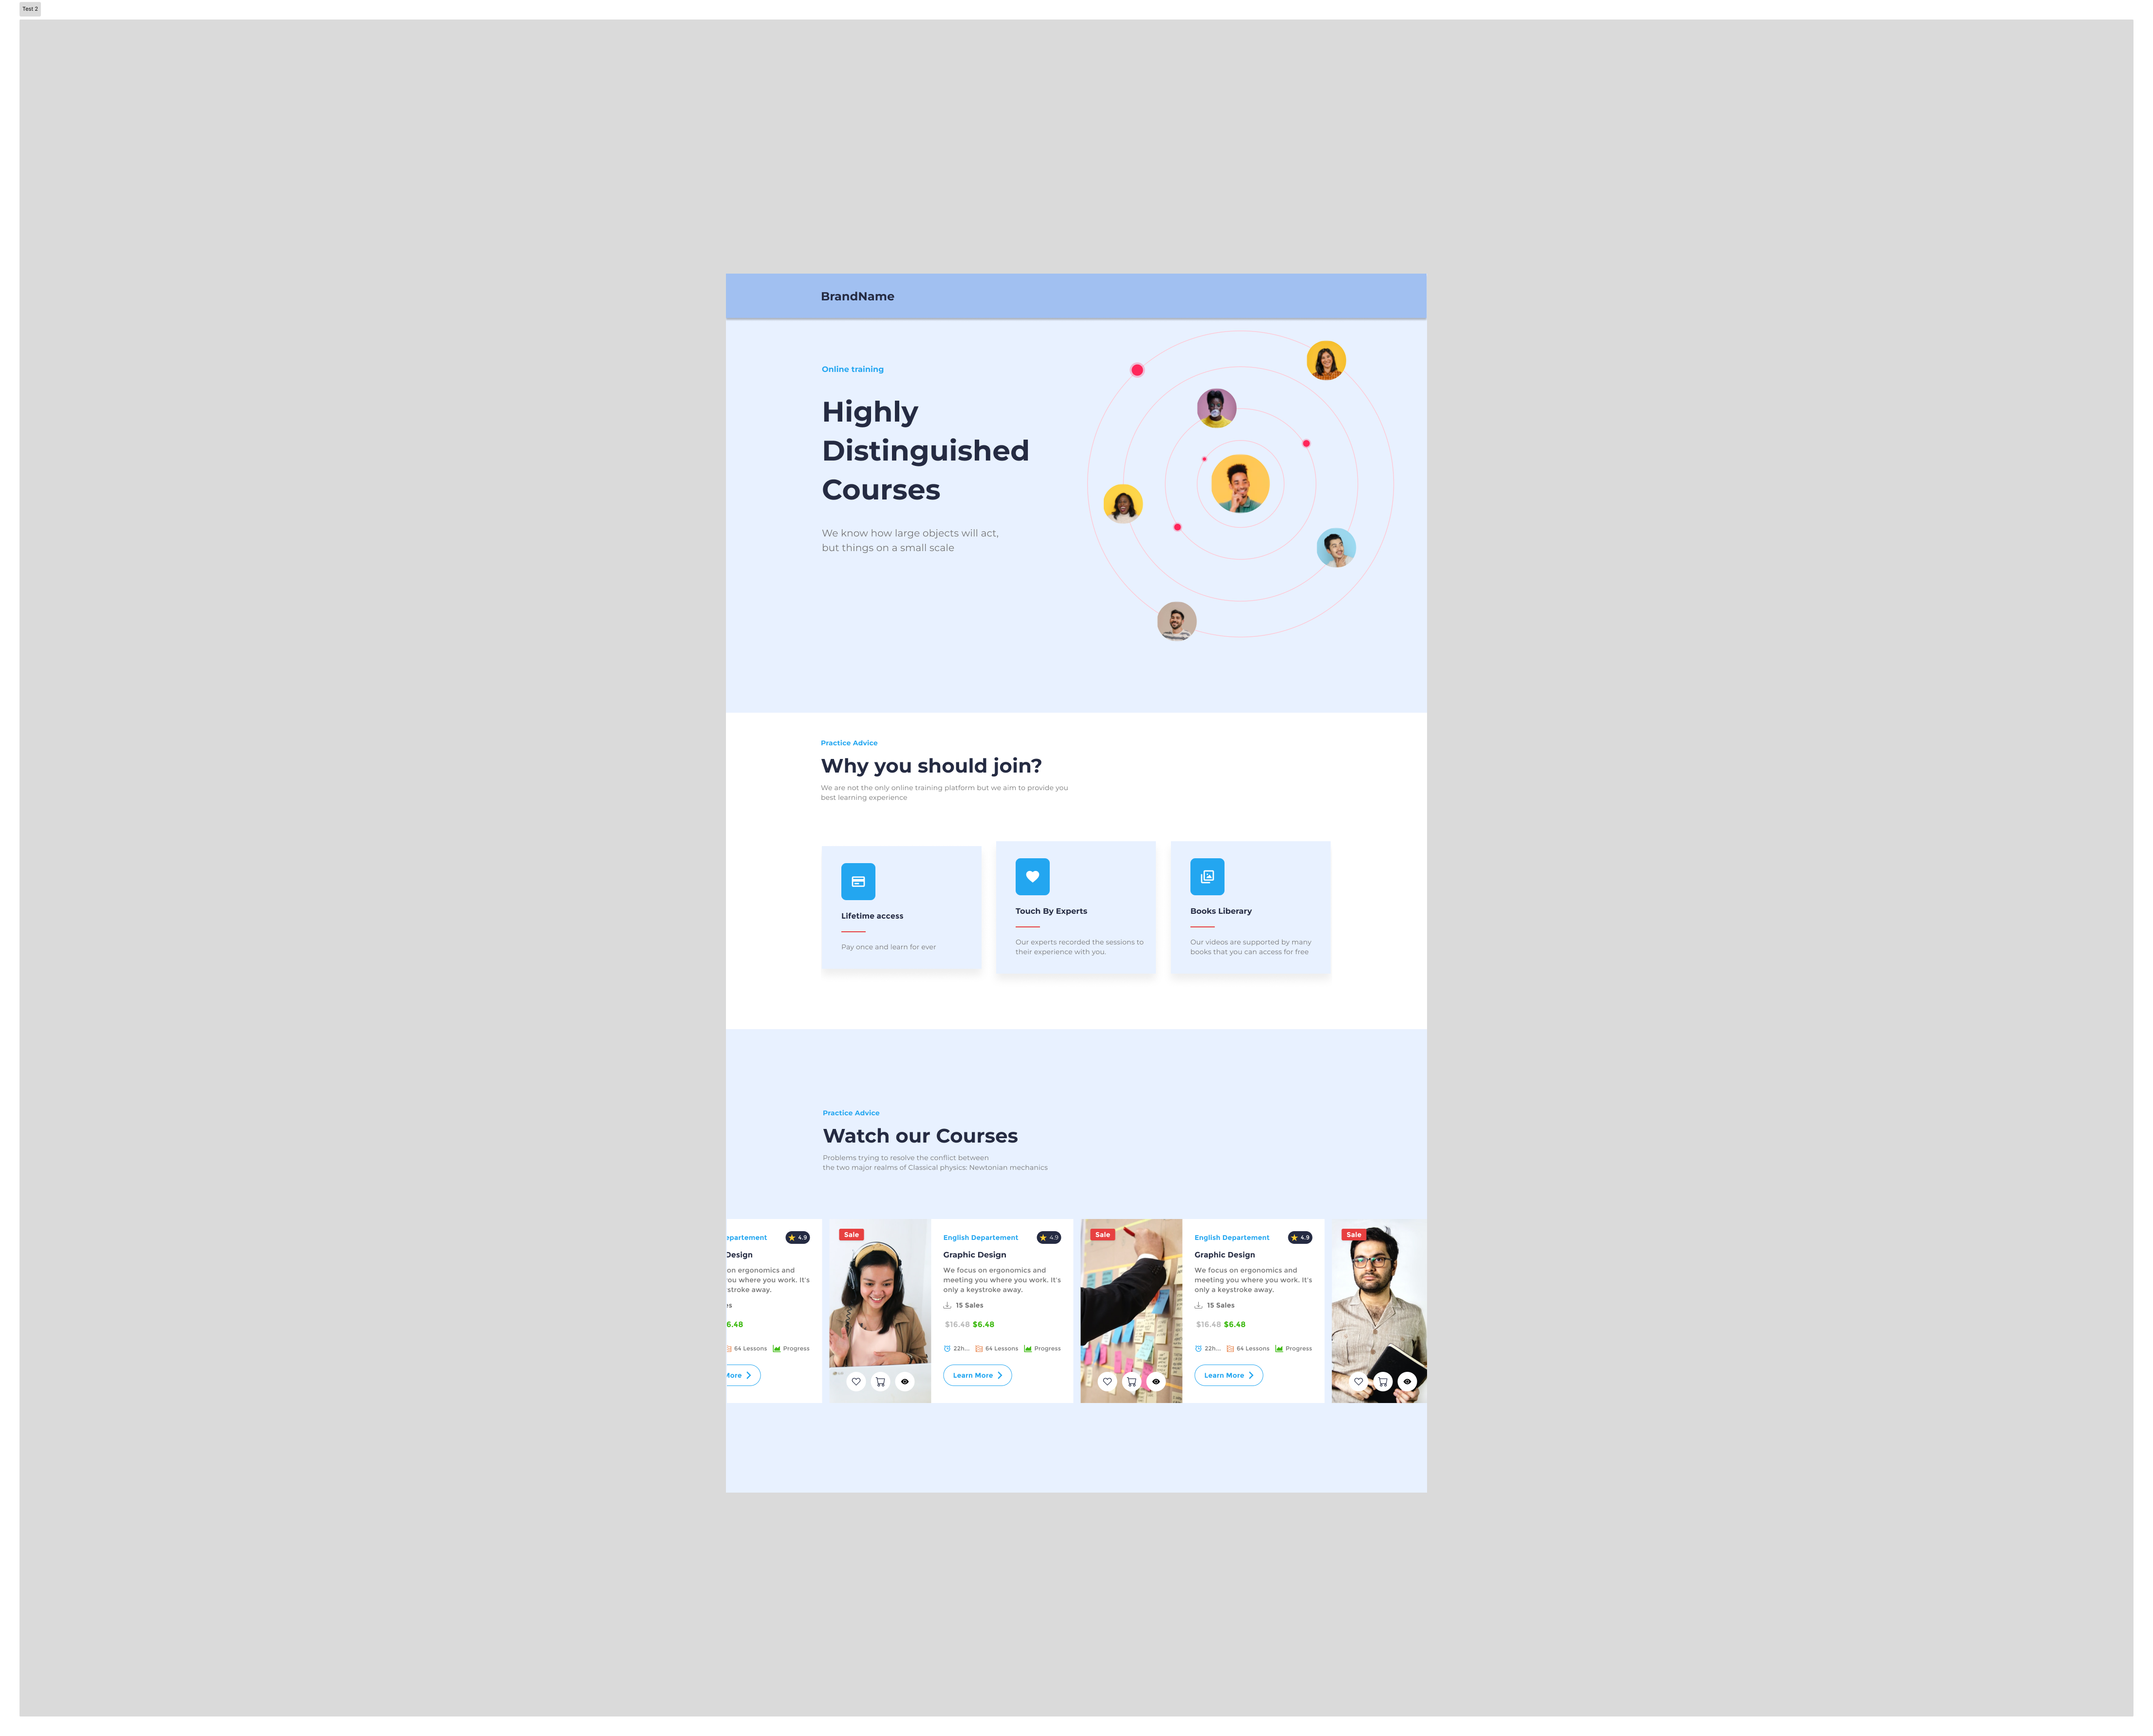 Test 2
BrandName
Online training
Highly
Distinguished
Courses
We know how large objects will act,
but things on a small scale
Practice Advice
Why you should join?
We are not the only online training platform but we aim to provide you
best learning experience
Lifetime access
Pay once and learn for ever
Touch By Experts
Our experts recorded the sessions to
their experience with you.
Books Liberary
Our videos are supported by many
books that you can access for free
Practice Advice
Watch our Courses
Problems trying to resolve the conflict between
the two major realms of Classical physics: Newtonian mechanics
epartement
4.9
Design
on ergonomics and
ou where you work. It's
stroke away.
es
6.48
64 Lessons
Progress
More
Sale
English Departement
4.9
Graphic Design
We focus on ergonomics and
meeting you where you work. It's
only a keystroke away.
15 Sales
$16.48 $6.48
22h...
64 Lessons
Progress
Learn More
Sale
English Departement
4.9
Graphic Design
We focus on ergonomics and
meeting you where you work. It's
only a keystroke away.
15 Sales
$16.48 $6.48
22h...
64 Lessons
Progress
Learn More
Sale